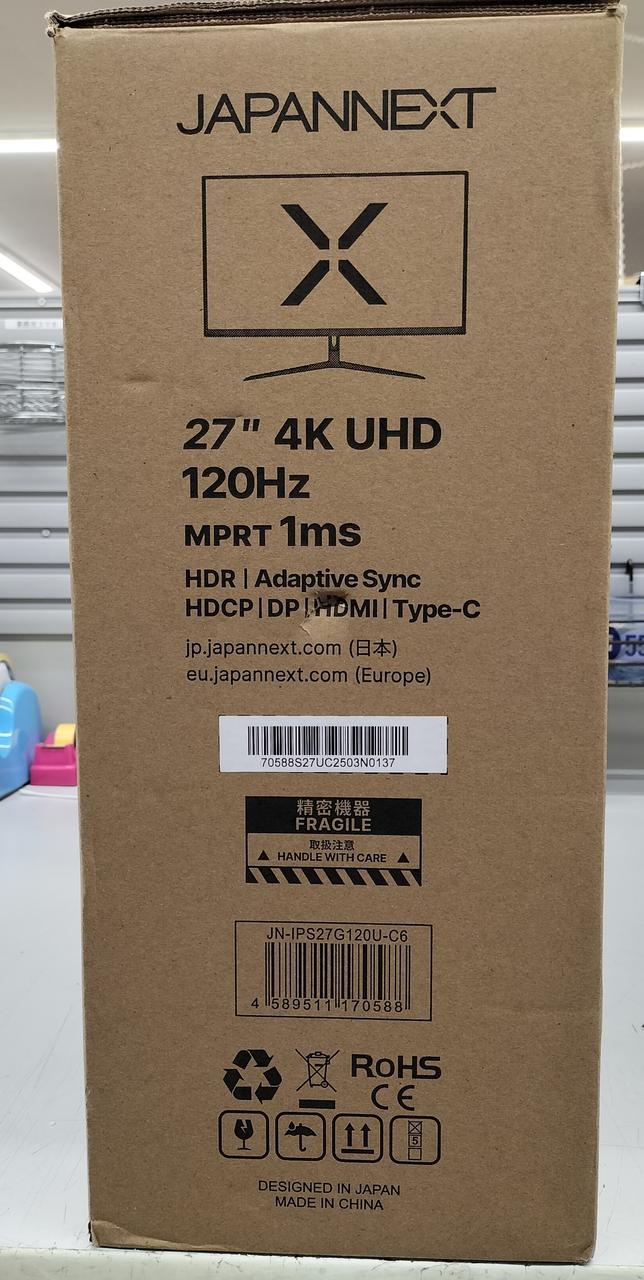 JAPANNEXT
27" 4K UHD
120Hz
MPRT 1ms
HDR | Adaptive Sync
HDCP | DP | HDMI | Type-C
jp.japannext.com (日本)
eu.japannext.com (Europe)
70588S27UC2503N0137
精密機器
FRAGILE
取扱注意
HANDLE WITH CARE
JN-IPS27G120U-C6
4 589511 170588
RoHS
CE
5
DESIGNED IN JAPAN
MADE IN CHINA
55